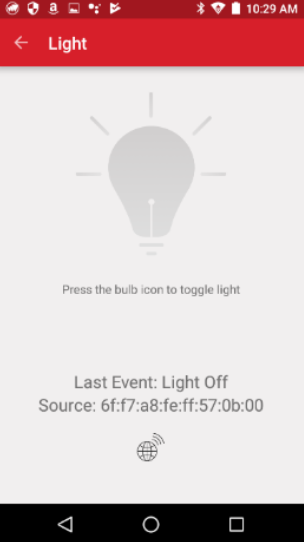 10:29 AM
Light
Press the bulb icon to toggle light
Last Event: Light Off
Source: 6f:f7:a8:fe:ff:57:0b:00